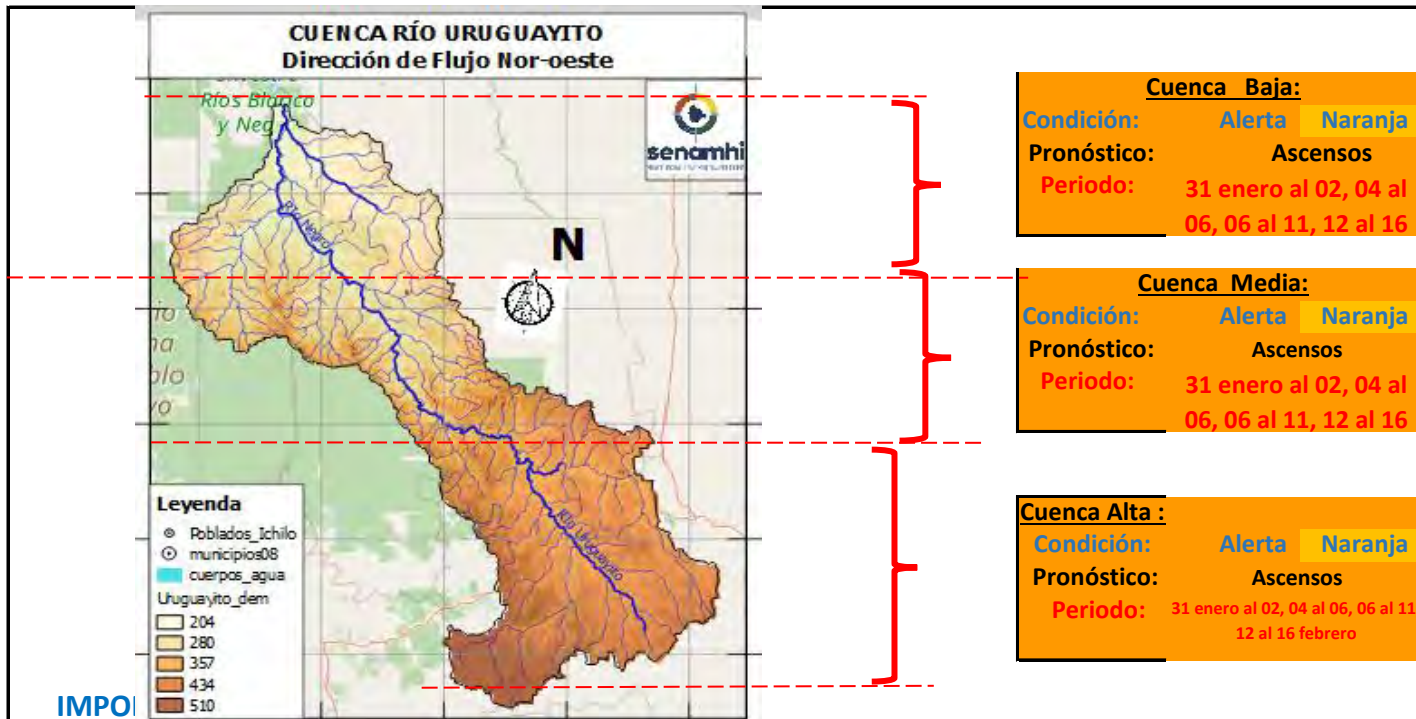 CUENCA RÍO URUGUAYITO
Dirección de Flujo Nor-oeste
Ríos Blanco
y Neg
senamhi
Río Negro
N
Río Uruguayito
Leyenda
Poblados_Ichilo
municipios08
cuerpos_agua
Uruguayito_dem
204
280
357
434
510
IMPO
Cuenca Baja:
Condición: Alerta Naranja
Pronóstico: Ascensos
Periodo: 31 enero al 02, 04 al
06, 06 al 11, 12 al 16
Cuenca Media:
Condición: Alerta Naranja
Pronóstico: Ascensos
Periodo: 31 enero al 02, 04 al
06, 06 al 11, 12 al 16
Cuenca Alta :
Condición: Alerta Naranja
Pronóstico: Ascensos
Periodo: 31 enero al 02, 04 al 06, 06 al 11
12 al 16 febrero